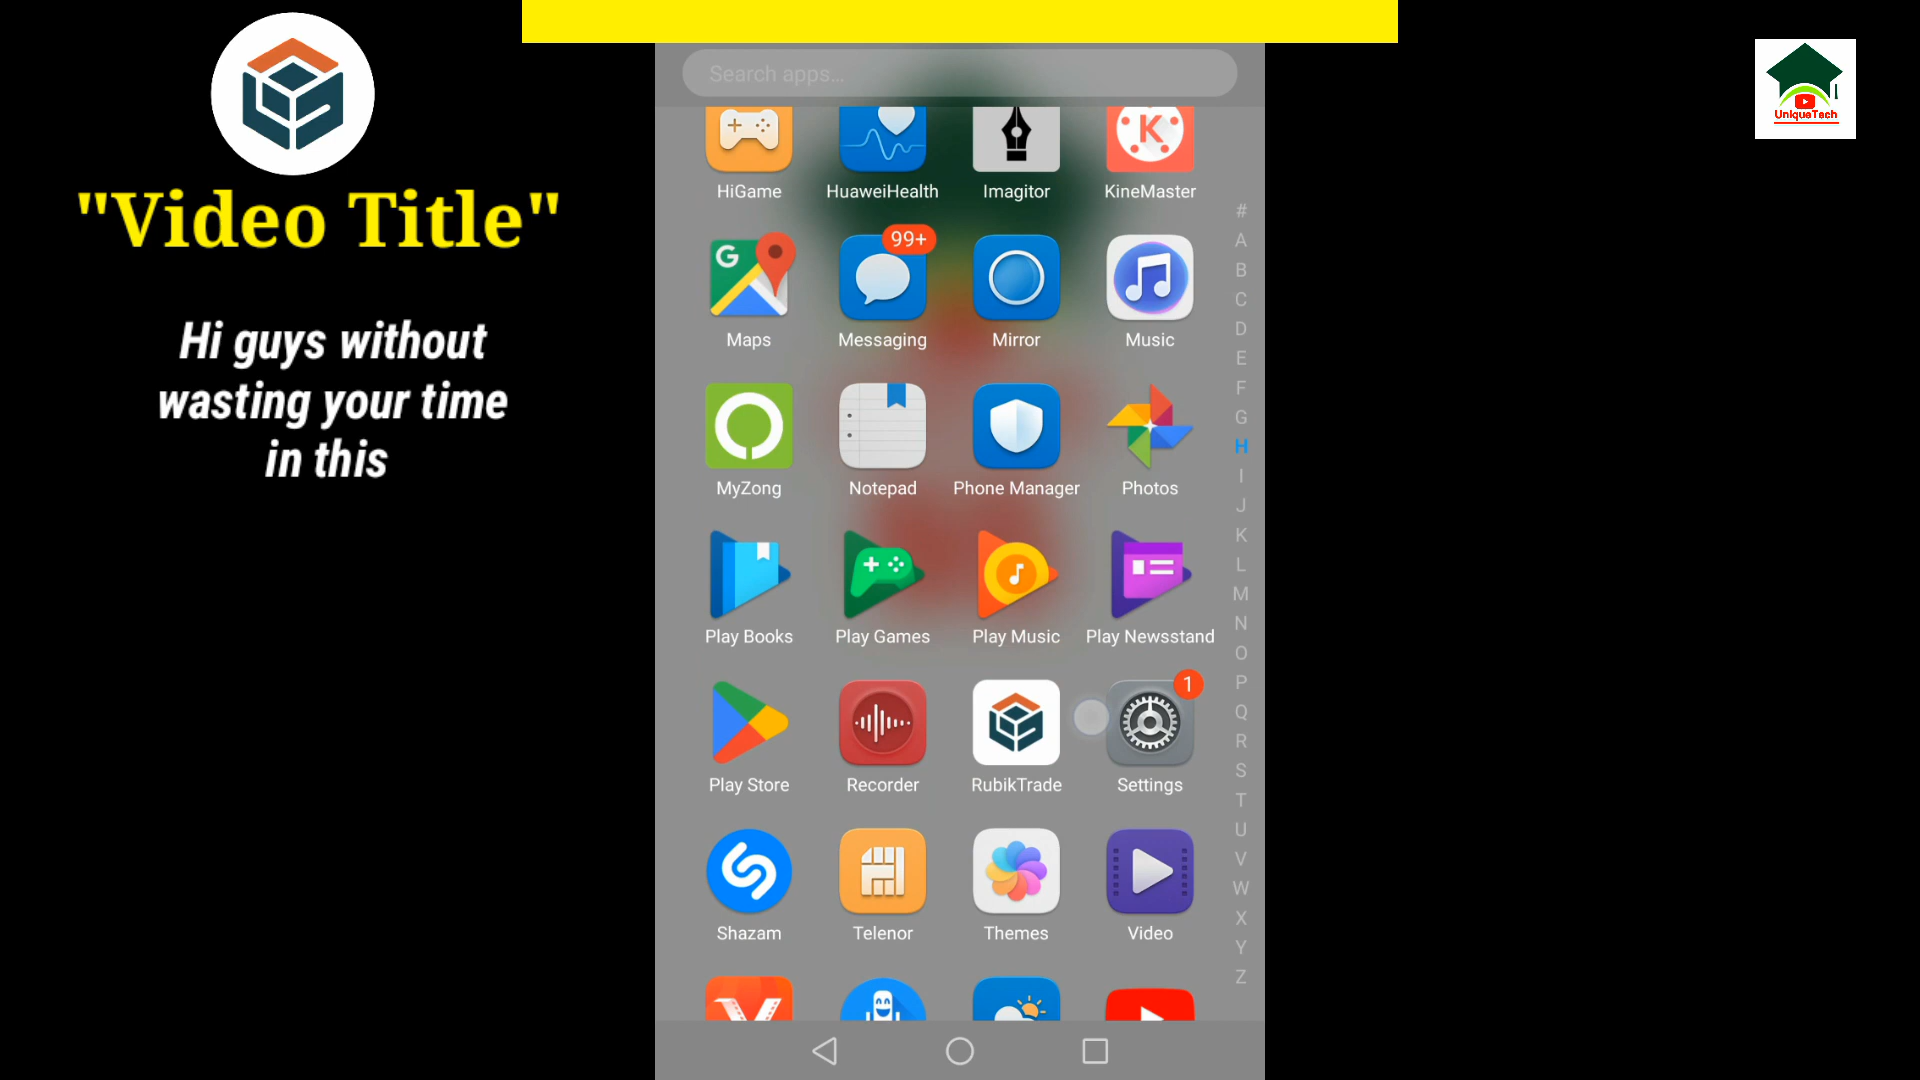 "Video Title"
Hi guys without
wasting your time
in this
UniqueTech
Search apps...
HiGame
HuaweiHealth
Imagitor
KineMaster
K
G
99+
Maps
Messaging
Mirror
Music
MyZong
Notepad
Phone Manager
Photos
Play Books
Play Games
Play Music
Play Newsstand
1
Play Store
Recorder
RubikTrade
Settings
Shazam
Telenor
Themes
Video
#
A
B
C
D
E
F
G
H
I
J
K
L
M
N
O
P
Q
R
S
T
U
V
W
X
Y
Z